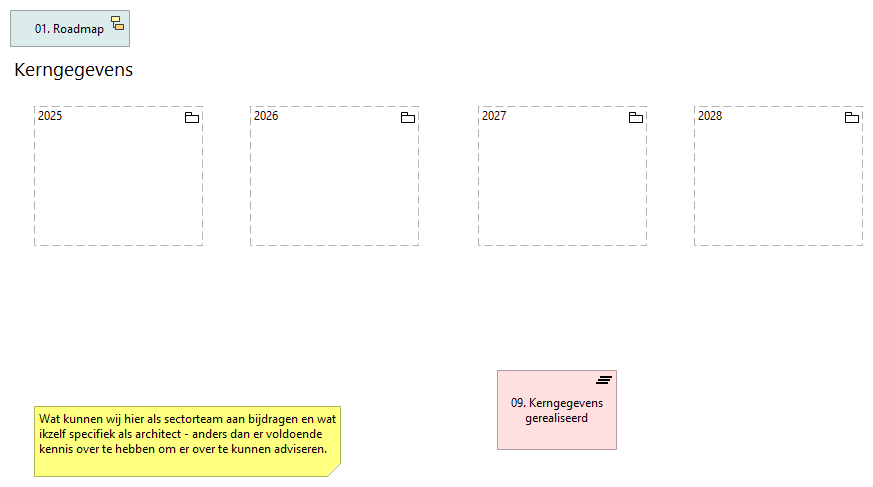 01. Roadmap
Kerngegevens
2025
2026
2027
2028
Wat kunnen wij hier als sectorteam aan bijdragen en wat
ikzelf specifiek als architect - anders dan er voldoende
kennis over te hebben om er over te kunnen adviseren.
09. Kerngegevens
gerealiseerd